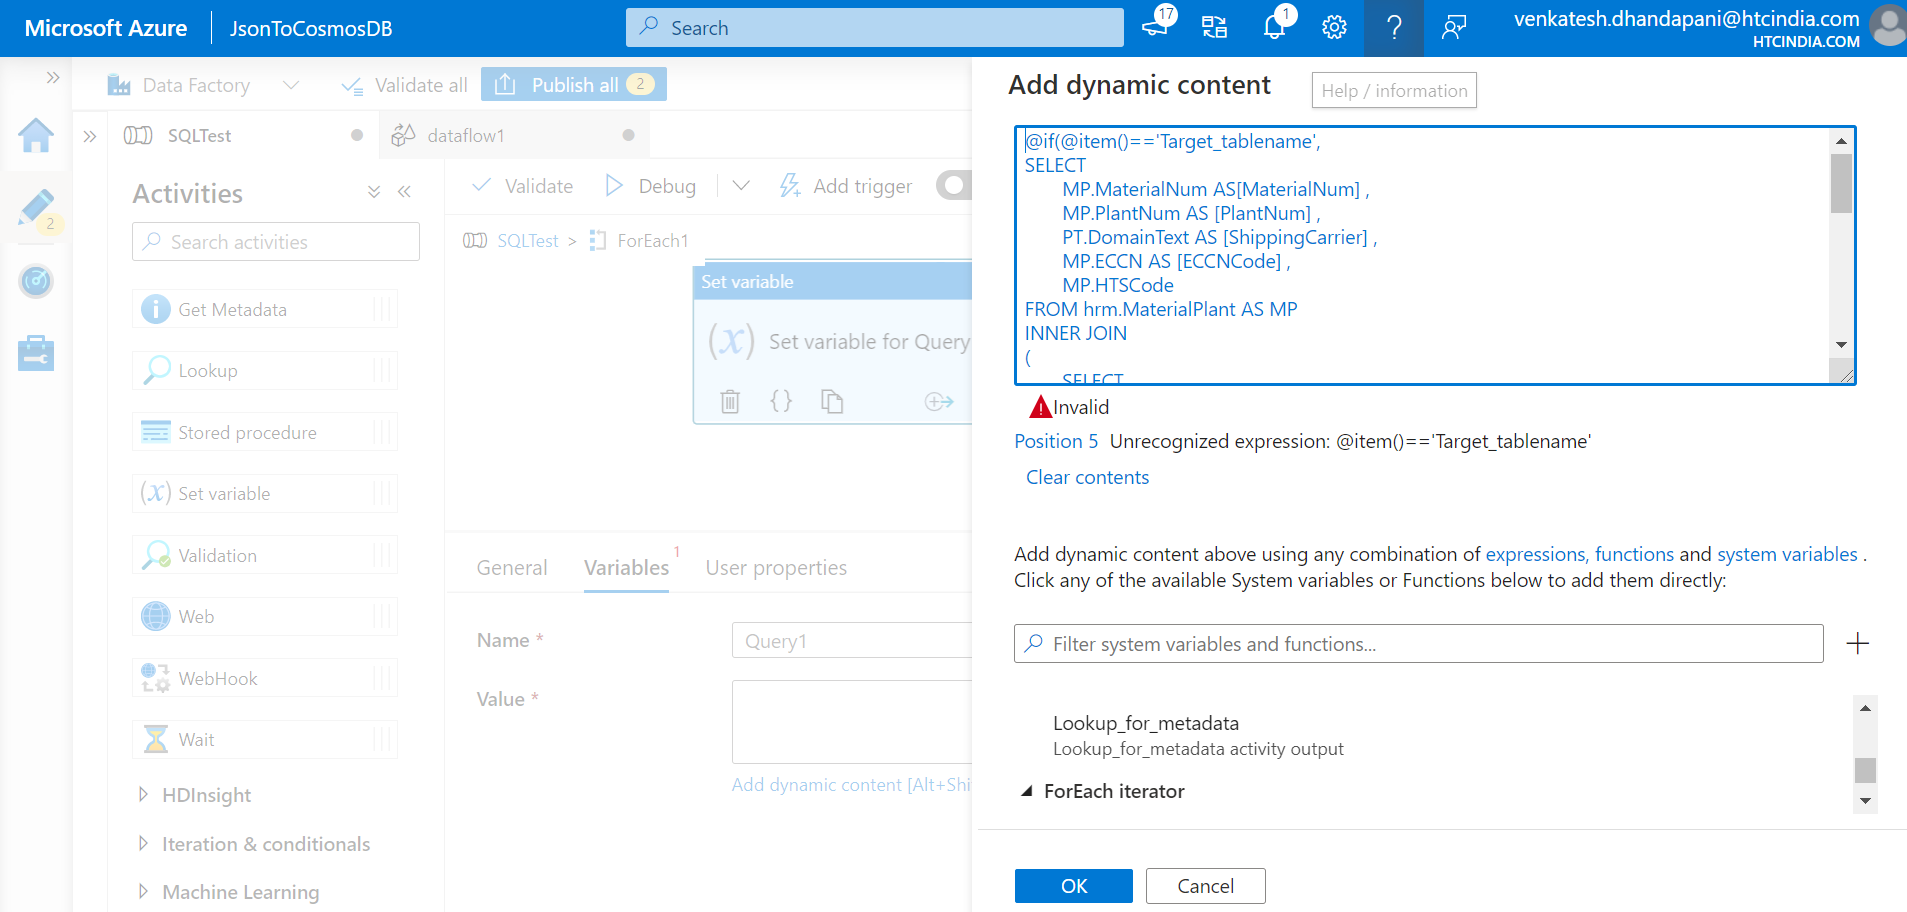 Microsoft Azure
JsonToCosmosDB
Search
17
1
venkatesh.dhandapani@htcindia.com
HTCINDIA.COM
Data Factory
Validate all
Publish all
2
SQLTest
dataflow1
2
Activities
Search activities
Get Metadata
Lookup
Stored procedure
(x) Set variable
Validation
Web
WebHook
Wait
HDInsight
Iteration & conditionals
Machine Learning
Validate
Debug
Add trigger
SQLTest > ForEach1
Set variable
(x) Set variable for Query
{}
General
Variables
1
User properties
Name *
Query1
Value *
Add dynamic content [Alt+Shi
Add dynamic content
Help / information
@if(@item()=='Target_tablename',
SELECT
MP.MaterialNum AS[MaterialNum] ,
MP.PlantNum AS [PlantNum] ,
PT.DomainText AS [ShippingCarrier] ,
MP.ECCN AS [ECCNCode] ,
MP.HTSCode
FROM hrm.MaterialPlant AS MP
INNER JOIN
(
SELECT
Invalid
Position 5 Unrecognized expression: @item()=='Target_tablename'
Clear contents
Add dynamic content above using any combination of expressions, functions and system variables .
Click any of the available System variables or Functions below to add them directly:
Filter system variables and functions...
Lookup_for_metadata
Lookup_for_metadata activity output
ForEach iterator
OK
Cancel